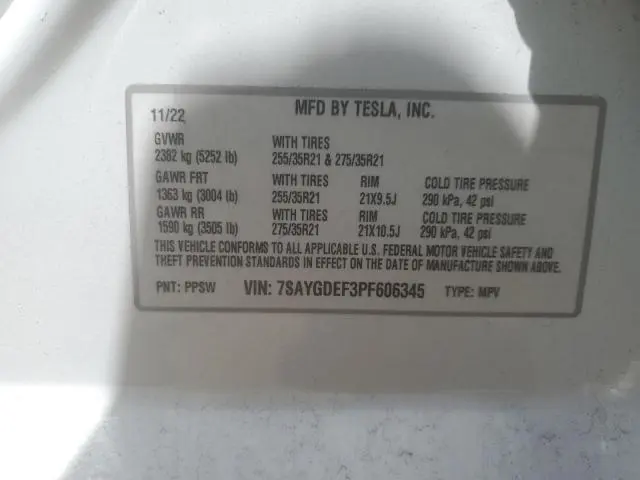 11/22 MFD BY TESLA, INC.
GVWR WITH TIRES
2382 kg (5252 lb) 255/35R21 & 275/35R21
GAWR FRT WITH TIRES RIM COLD TIRE PRESSURE
1363 kg (3004 lb) 255/35R21 21X9.5J 290 kPa, 42 psi
GAWR RR WITH TIRES RIM COLD TIRE PRESSURE
1590 kg (3505 lb) 275/35R21 21X10.5J 290 kPa, 42 psi
THIS VEHICLE CONFORMS TO ALL APPLICABLE U.S. FEDERAL MOTOR VEHICLE SAFETY AND
THEFT PREVENTION STANDARDS IN EFFECT ON THE DATE OF MANUFACTURE SHOWN ABOVE.
PNT: PPSW VIN: 7SAYGDEF3PF606345 TYPE: MPV